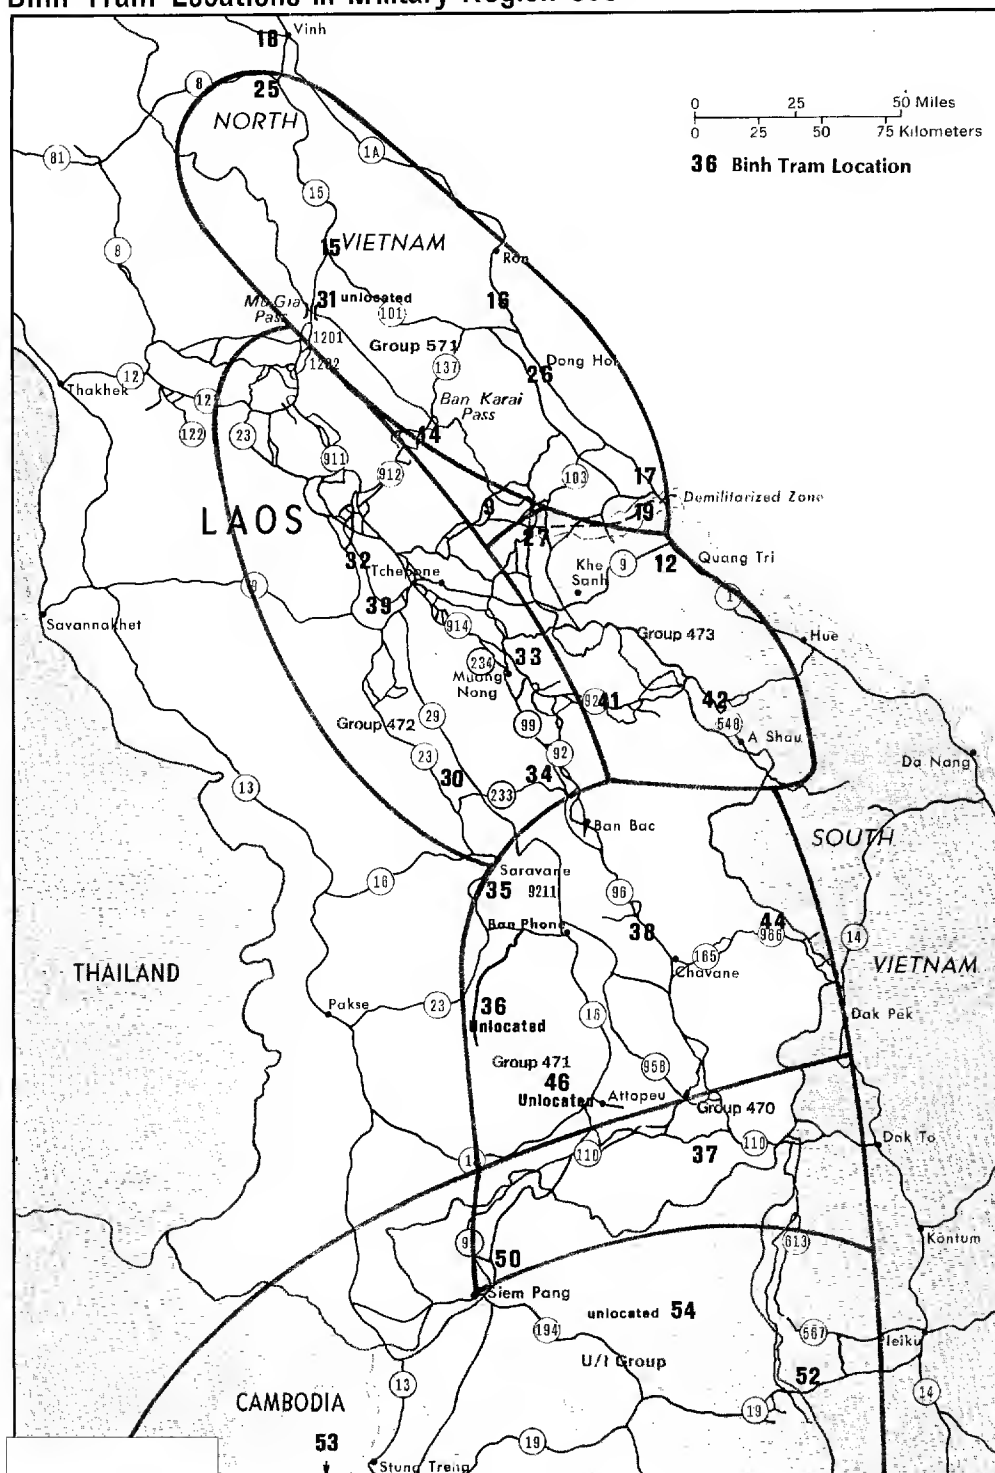 Binh Tram Locations in Military Region
Vinh
18
8
25
NORTH
0 25 50 Miles
0 25 50 75 Kilometers
36 Binh Tram Location
81
1A
15
8
15 VIETNAM
Ron
Mu Gia
Pass
31 unlocated
101
16
1201
Group 571
1202
137
Dong Hoi
26
Thakhek
12
12
Ban Karai
Pass
122
23
14
911
912
103
17
Demilitarized Zone
LAOS
9
19
27
32
Tchepone
Khe
Sanh
9
12
Quang Tri
9
39
1
Savannakhet
914
Group 473
Hue
234
33
Muong
Nong
92
41
42
Group 472
29
99
548
A Shau
23
92
Da Nang
13
30
34
233
Ban Bac
SOUTH
16
Saravane
35
9211
96
Ban Phone
38
44
966
14
165
Chavane
THAILAND
VIETNAM
Pakse
23
36
Unlocated
16
Dak Pek
Group 471
958
46
Unlocated
Attopeu
Group 470
110
37
110
Dak To
613
Kontum
50
Siem Pang
unlocated 54
194
567
Pleiku
U/I Group
13
52
CAMBODIA
19
14
53
19
Stung Treng